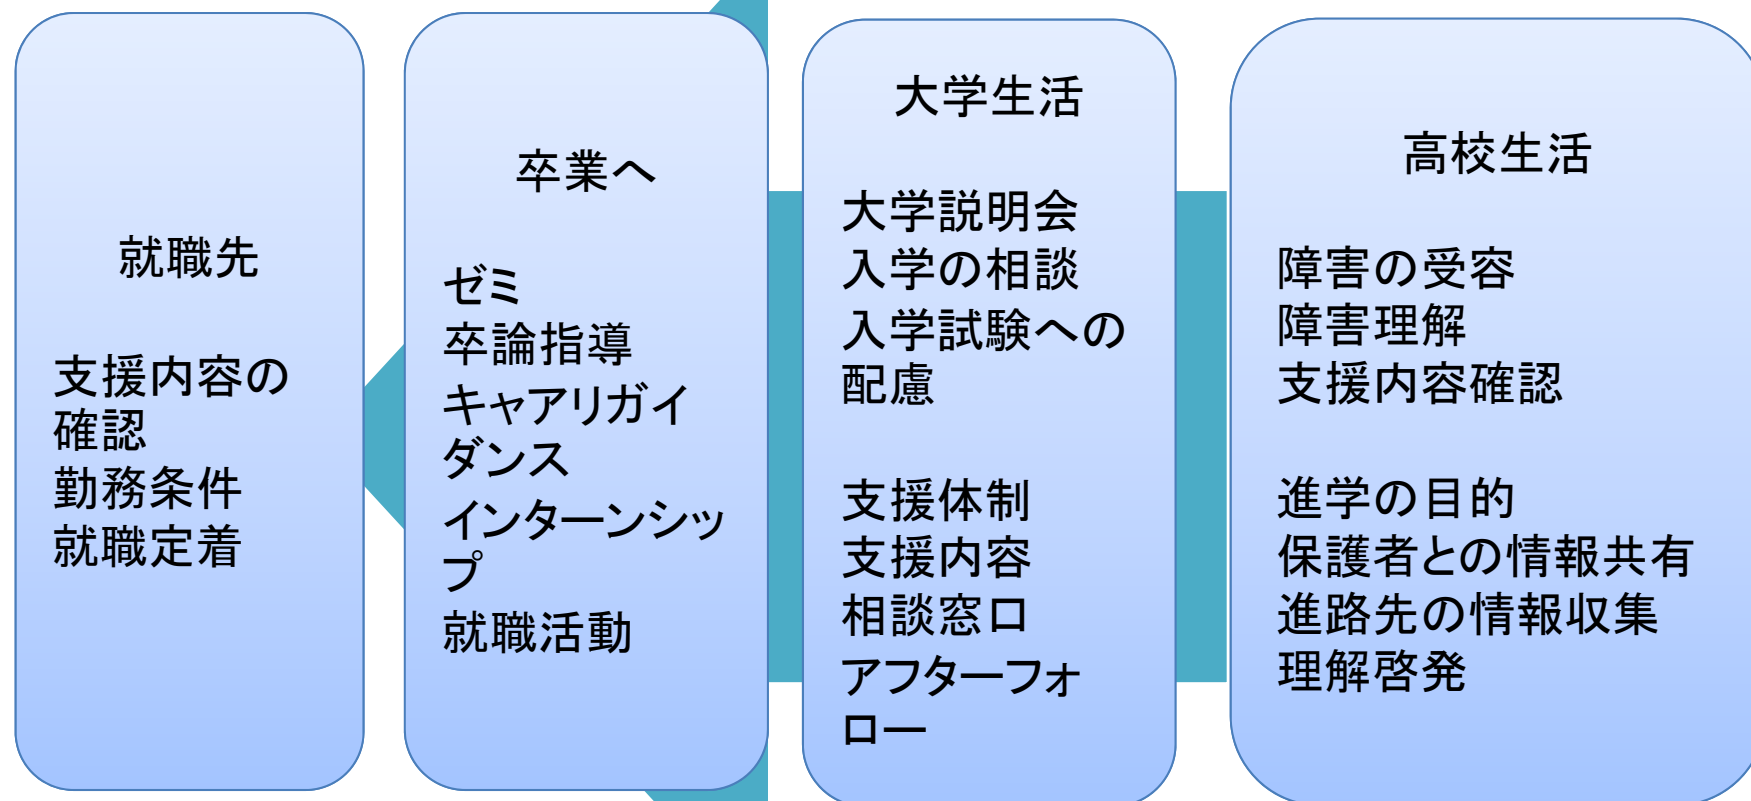 就職先
支援内容の
確認
勤務条件
就職定着
卒業へ
ゼミ
卒論指導
キャアリガイ
ダンス
インターンシッ
プ
就職活動
大学生活
大学説明会
入学の相談
入学試験への
配慮
支援体制
支援内容
相談窓口
アフターフォ
ロー
高校生活
障害の受容
障害理解
支援内容確認
進学の目的
保護者との情報共有
進路先の情報収集
理解啓発